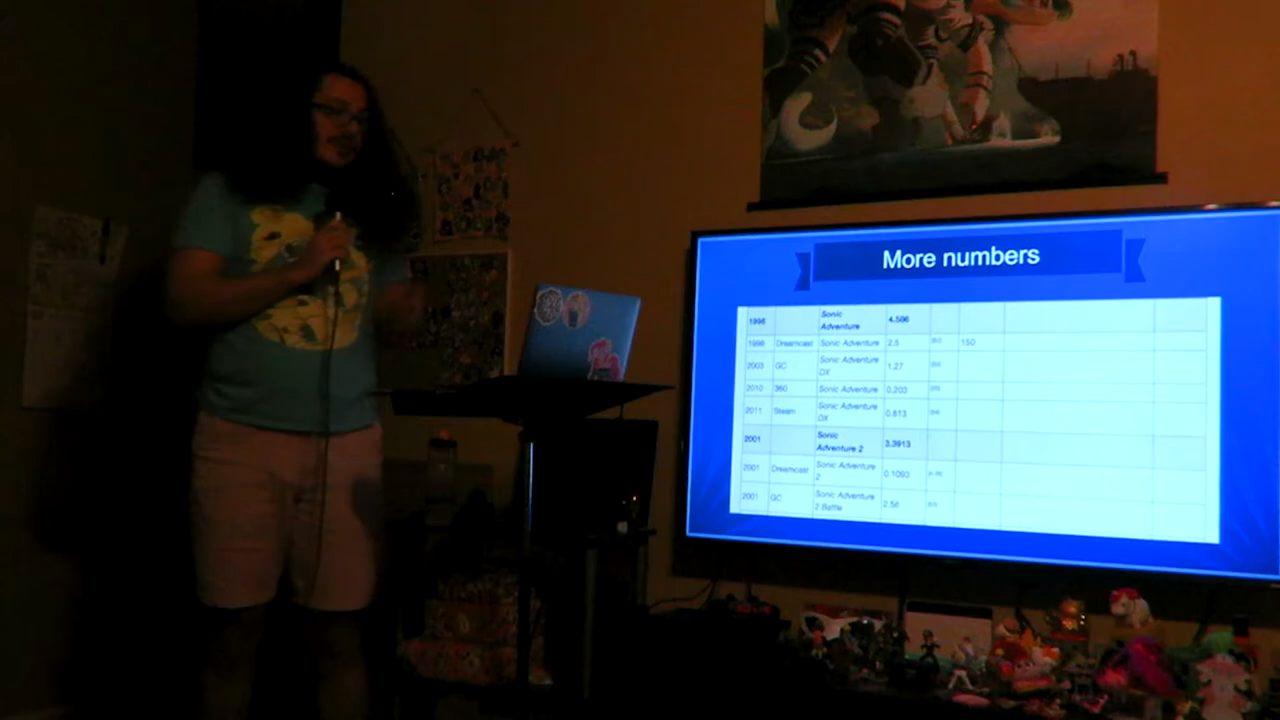 More numbers
1998 Sonic Adventure 4.586
1998 Dreamcast Sonic Adventure 2.5 150
2003 GC Sonic Adventure DX 1.27
2010 360 Sonic Adventure 0.203
2011 Steam Sonic Adventure DX 0.613
2001 Sonic Adventure 2 3.3913
2001 Dreamcast Sonic Adventure 2 0.1093
2001 GC Sonic Adventure 2 Battle 2.56